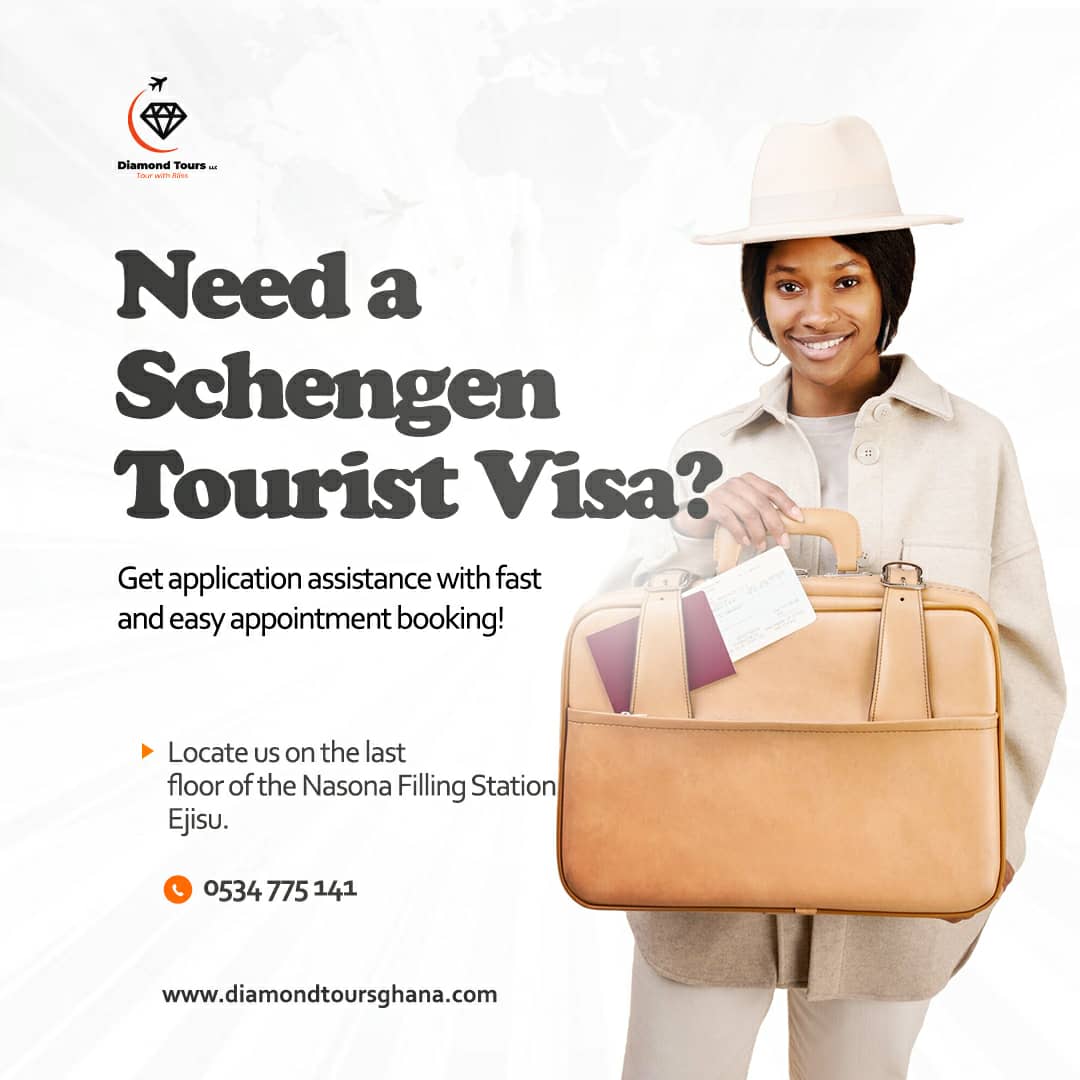 Diamond Tours LLC
Tour with Bliss
Need a
Schengen
Tourist Visa?
Get application assistance with fast
and easy appointment booking!
Locate us on the last
floor of the Nasona Filling Station
Ejisu.
0534 775 141
www.diamondtoursghana.com